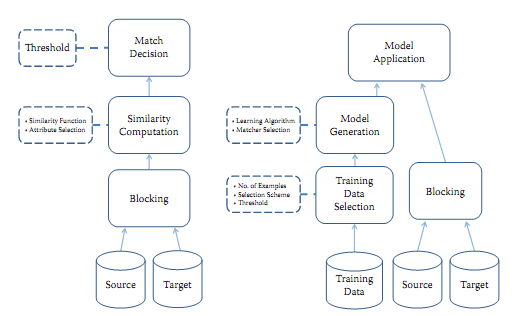 Threshold
Match
Decision
• Similarity Function
• Attribute Selection
Similarity
Computation
Blocking
Source
Target
Model
Application
• Learning Algorithm
• Matcher Selection
Model
Generation
• No. of Examples
• Selection Scheme
• Threshold
Training
Data
Selection
Blocking
Training
Data
Source
Target